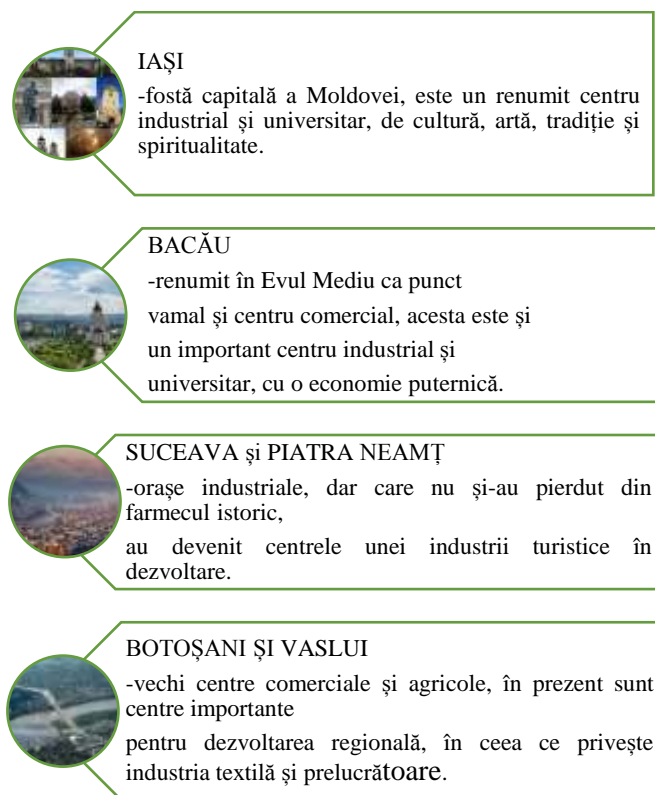 IAȘI
-fostă capitală a Moldovei, este un renumit centru
industrial și universitar, de cultură, artă, tradiție și
spiritualitate.
BACĂU
-renumit în Evul Mediu ca punct
vamal și centru comercial, acesta este și
un important centru industrial și
universitar, cu o economie puternică.
SUCEAVA și PIATRA NEAMȚ
-orașe industriale, dar care nu și-au pierdut din
farmecul istoric,
au devenit centrele unei industrii turistice în
dezvoltare.
BOTOȘANI ȘI VASLUI
-vechi centre comerciale și agricole, în prezent sunt
centre importante
pentru dezvoltarea regională, în ceea ce privește
industria textilă și prelucrătoare.